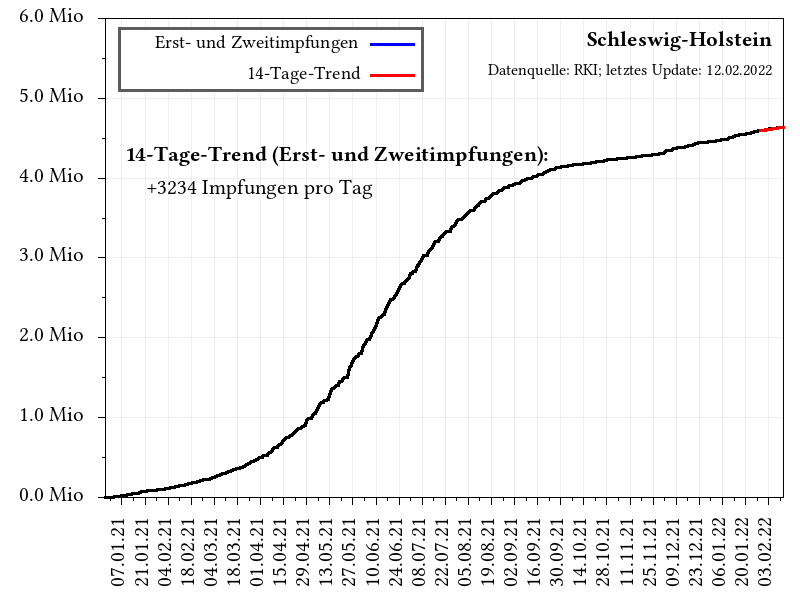 Erst- und Zweitimpfungen
14-Tage-Trend
Schleswig-Holstein
Datenquelle: RKI; letztes Update: 12.02.2022
14-Tage-Trend (Erst- und Zweitimpfungen):
+3234 Impfungen pro Tag
6.0 Mio
5.0 Mio
4.0 Mio
3.0 Mio
2.0 Mio
1.0 Mio
0.0 Mio
07.01.21
21.01.21
04.02.21
18.02.21
04.03.21
18.03.21
01.04.21
15.04.21
29.04.21
13.05.21
27.05.21
10.06.21
24.06.21
08.07.21
22.07.21
05.08.21
19.08.21
02.09.21
16.09.21
30.09.21
14.10.21
28.10.21
11.11.21
25.11.21
09.12.21
23.12.21
06.01.22
20.01.22
03.02.22